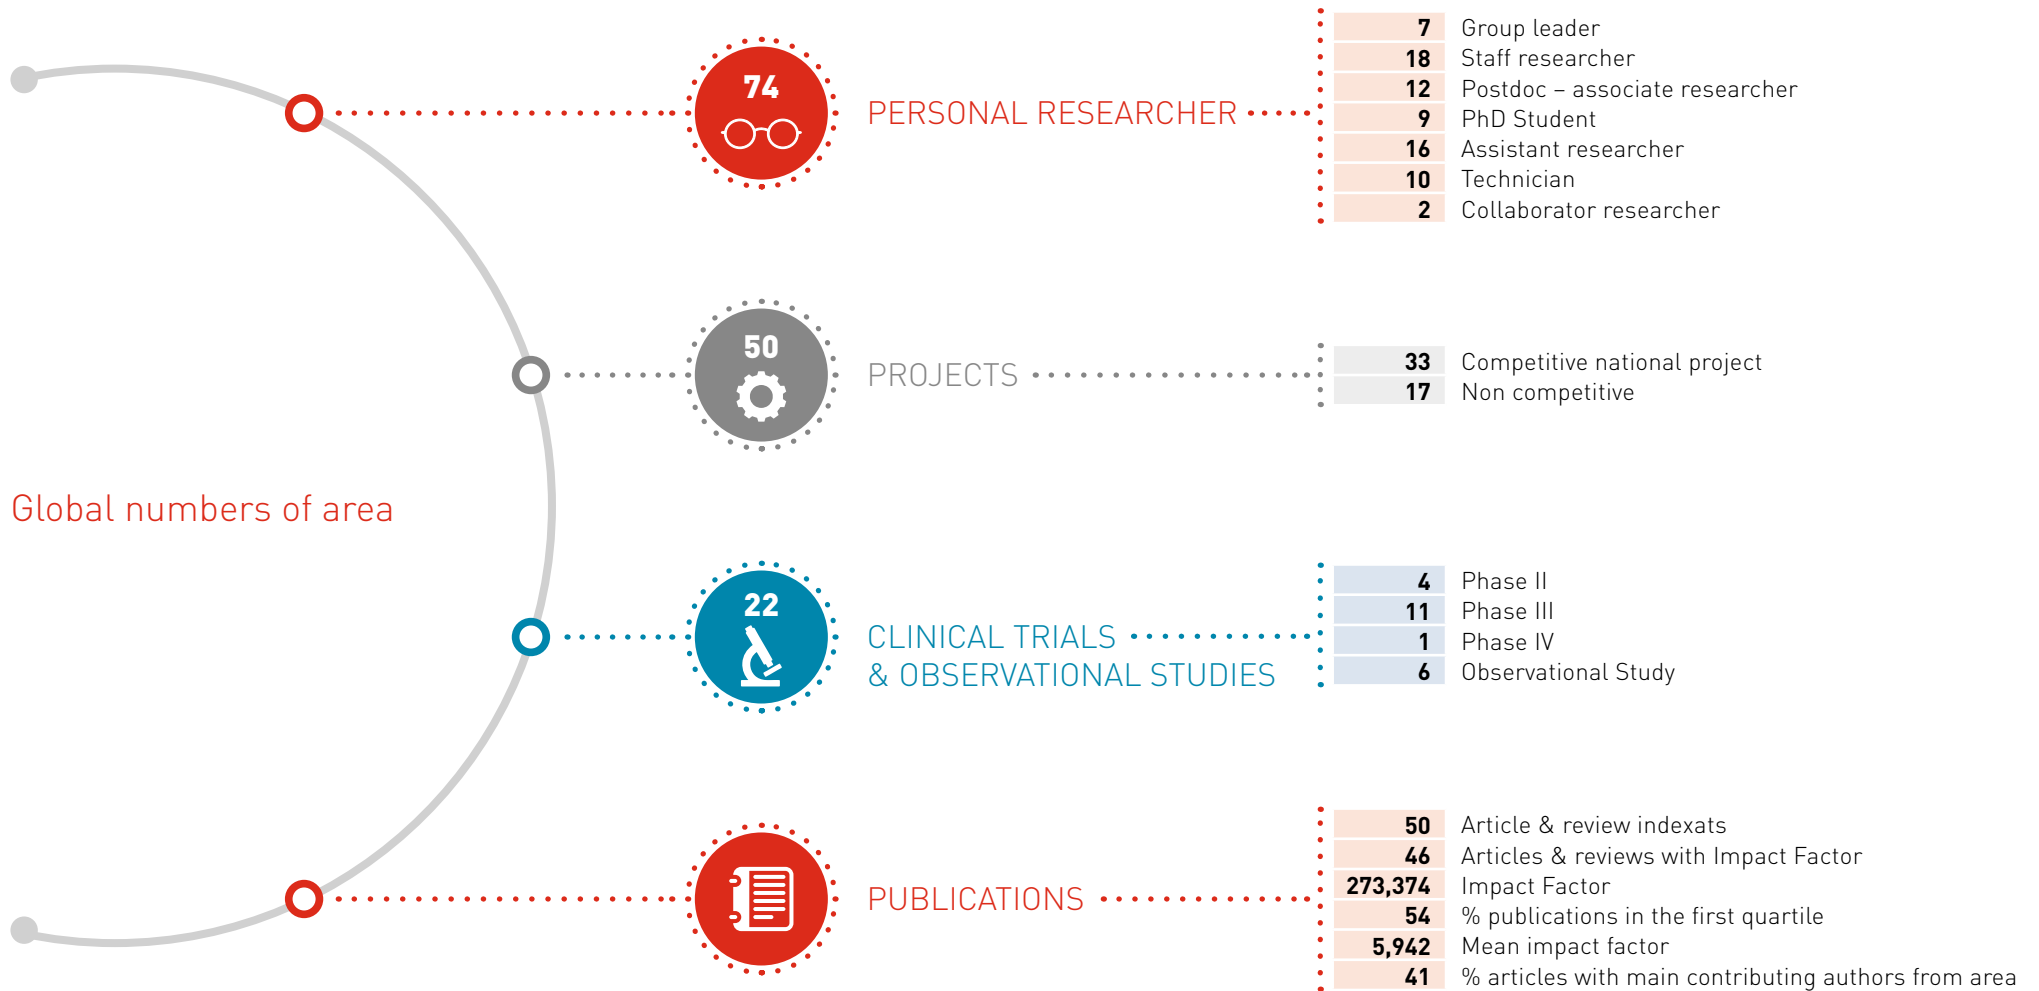 Global numbers of area
74
PERSONAL RESEARCHER
7 Group leader
18 Staff researcher
12 Postdoc – associate researcher
9 PhD Student
16 Assistant researcher
10 Technician
2 Collaborator researcher
50
PROJECTS
33 Competitive national project
17 Non competitive
22
CLINICAL TRIALS
& OBSERVATIONAL STUDIES
4 Phase II
11 Phase III
1 Phase IV
6 Observational Study
PUBLICATIONS
50 Article & review indexats
46 Articles & reviews with Impact Factor
273,374 Impact Factor
54 % publications in the first quartile
5,942 Mean impact factor
41 % articles with main contributing authors from area